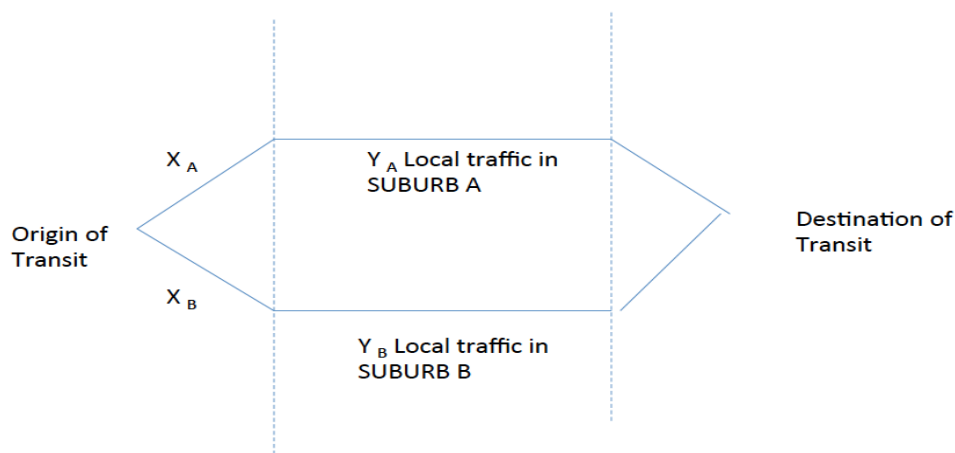 X A
Y A Local traffic in
SUBURB A
Origin of
Transit
Destination of
Transit
X B
Y B Local traffic in
SUBURB B